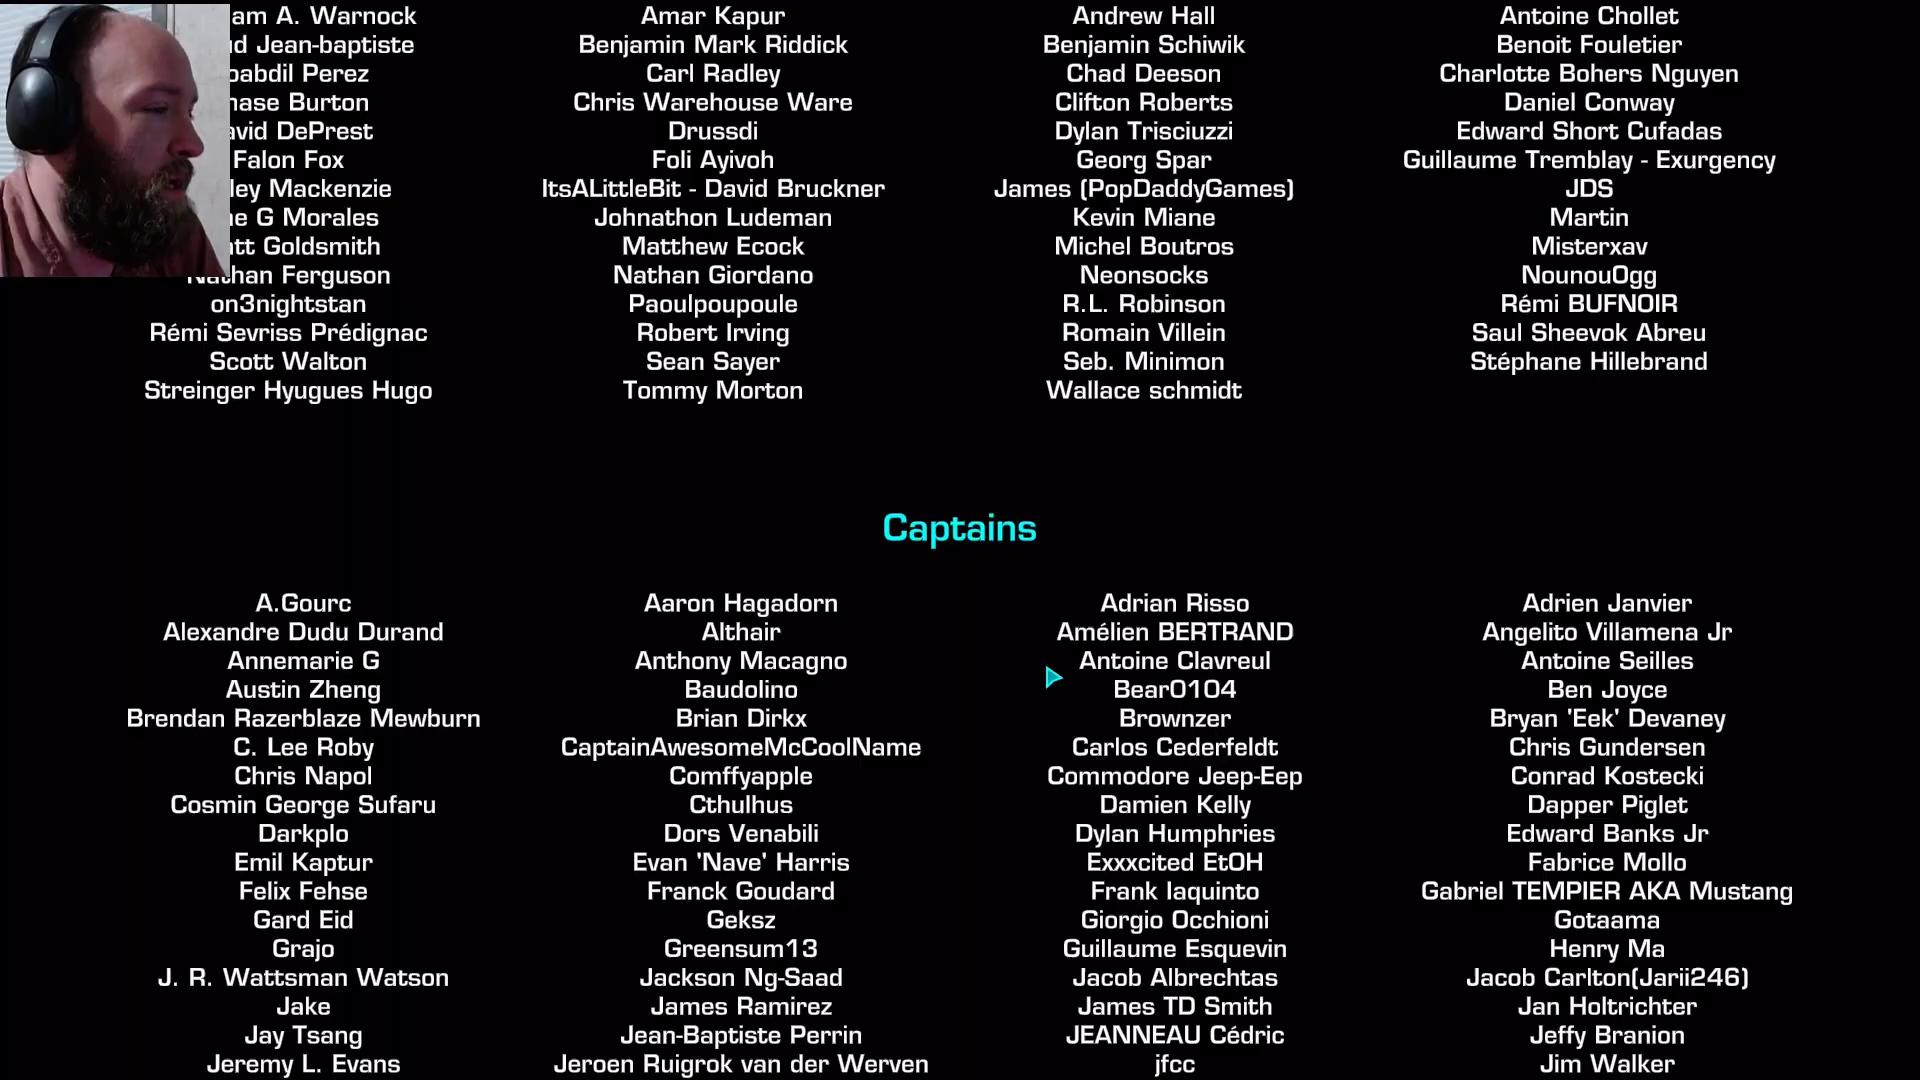 am A. Warnock Amar Kapur Andrew Hall Antoine Chollet
d Jean-baptiste Benjamin Mark Riddick Benjamin Schiwik Benoit Fouletier
oabdil Perez Carl Radley Chad Deeson Charlotte Bohers Nguyen
hase Burton Chris Warehouse Ware Clifton Roberts Daniel Conway
avid DePrest Drussdi Dylan Trisciuzzi Edward Short Cufadas
Falon Fox Foli Ayivoh Georg Spar Guillaume Tremblay - Exurgency
ley Mackenzie ItsALittleBit - David Bruckner James (PopDaddyGames) JDS
e G Morales Johnathon Ludeman Kevin Miane Martin
tt Goldsmith Matthew Ecock Michel Boutros Misterxav
Nathan Ferguson Nathan Giordano Neonsocks NounouOgg
on3nightstan Paoulpoupoule R.L. Robinson Rémi BUFNOIR
Rémi Sevriss Prédignac Robert Irving Romain Villein Saul Sheevok Abreu
Scott Walton Sean Sayer Seb. Minimon Stéphane Hillebrand
Streinger Hyugues Hugo Tommy Morton Wallace schmidt
Captains
A.Gourc Aaron Hagadorn Adrian Risso Adrien Janvier
Alexandre Dudu Durand Althair Amélien BERTRAND Angelito Villamena Jr
Annemarie G Anthony Macagno Antoine Clavreul Antoine Seilles
Austin Zheng Baudolino Bear0104 Ben Joyce
Brendan Razerblaze Mewburn Brian Dirkx Brownzer Bryan 'Eek' Devaney
C. Lee Roby CaptainAwesomeMcCoolName Carlos Cederfeldt Chris Gundersen
Chris Napol Comffyapple Commodore Jeep-Eep Conrad Kostecki
Cosmin George Sufaru Cthulhus Damien Kelly Dapper Piglet
Darkplo Dors Venabili Dylan Humphries Edward Banks Jr
Emil Kaptur Evan 'Nave' Harris Exxxcited EtOH Fabrice Mollo
Felix Fehse Franck Goudard Frank Iaquinto Gabriel TEMPIER AKA Mustang
Gard Eid Geksz Giorgio Occhioni Gotaama
Grajo Greensum13 Guillaume Esquevin Henry Ma
J. R. Wattsman Watson Jackson Ng-Saad Jacob Albrechtas Jacob Carlton(Jarii246)
Jake James Ramirez James TD Smith Jan Holtrichter
Jay Tsang Jean-Baptiste Perrin JEANNEAU Cédric Jeffy Branion
Jeremy L. Evans Jeroen Ruigrok van der Werven jfcc Jim Walker